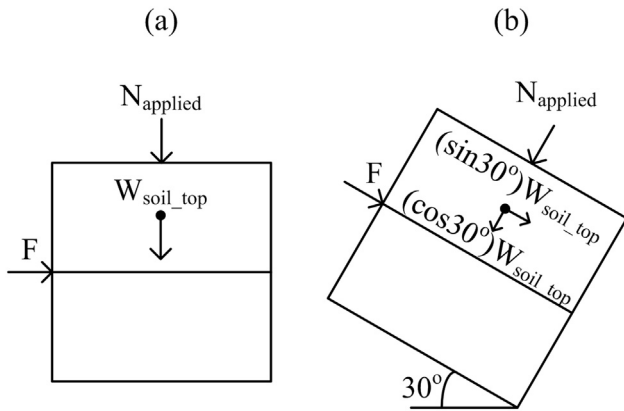 (a)
N_applied
W_soil_top
F
(b)
N_applied
(sin30°)W_soil_top
F
(cos30°)W_soil_top
30°